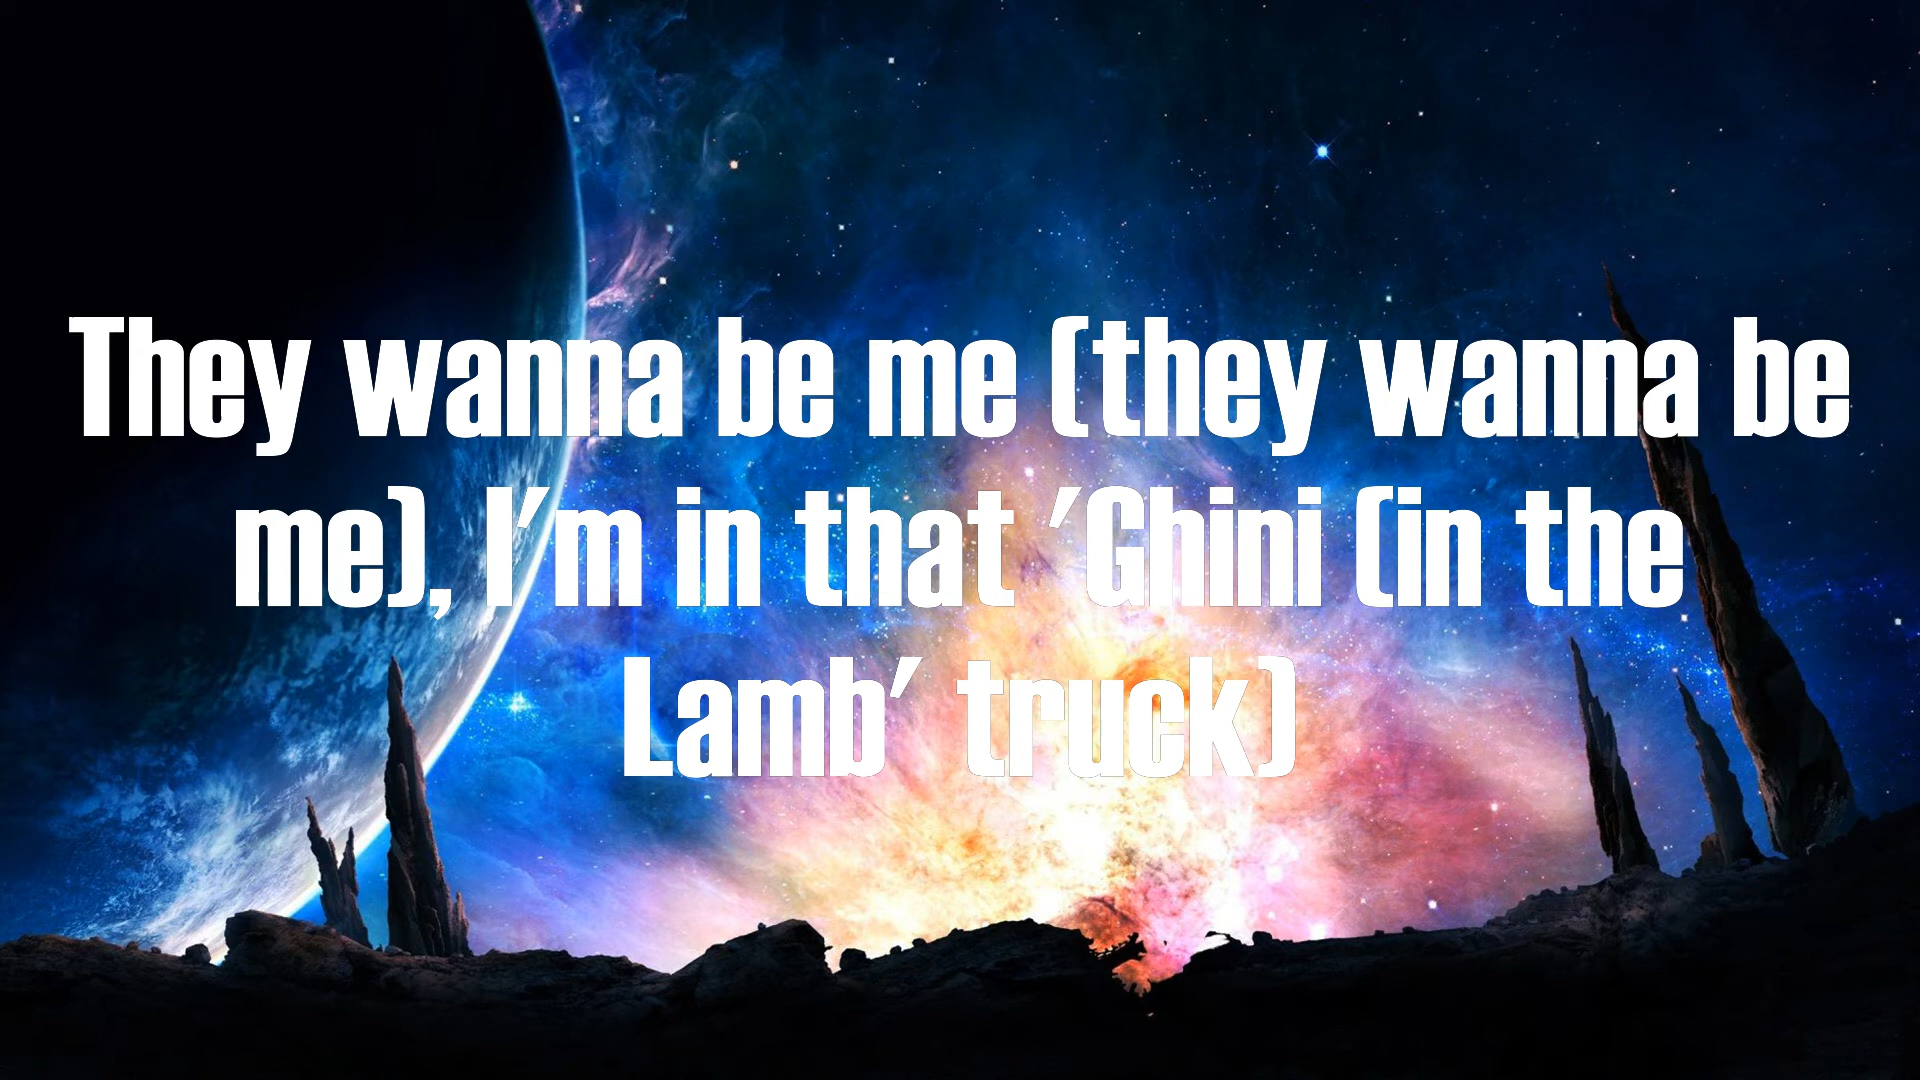 They wanna be me (they wanna be
me), I'm in that 'Ghini (in the
Lamb' truck)